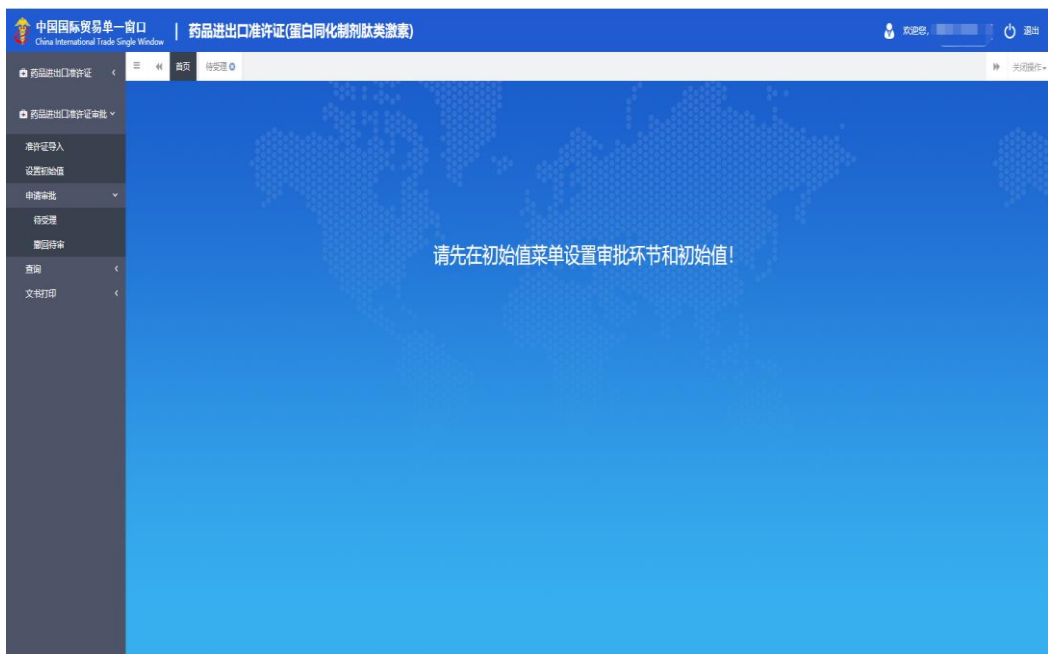 中国国际贸易单一窗口
China International Trade Single Window
药品进出口准许证(蛋白同化制剂肽类激素)
欢迎您,
退出
药品进出口准许证
首页
待受理
关闭操作
药品进出口准许证审批
准许证导入
设置初始值
申请审批
待受理
撤回待审
查询
文书打印
请先在初始值菜单设置审批环节和初始值!